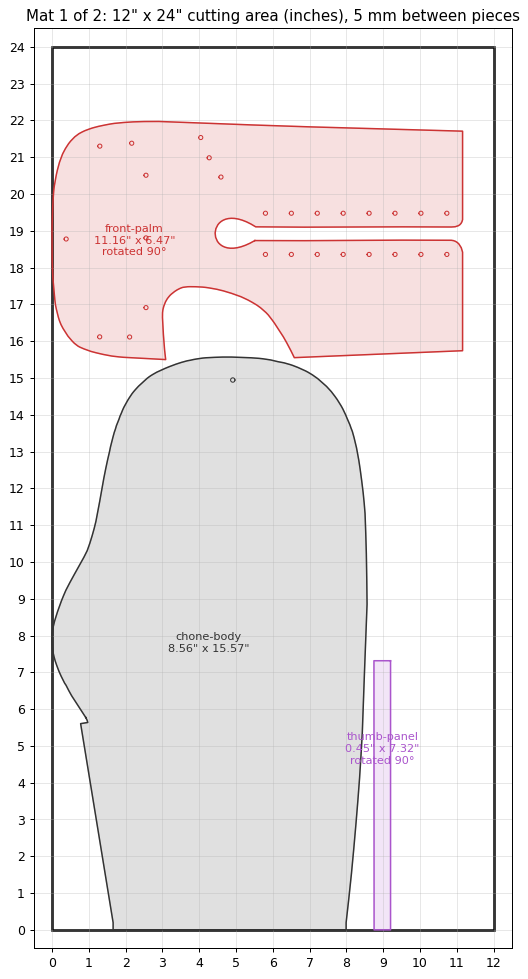 Mat 1 of 2: 12" x 24" cutting area (inches), 5 mm between pieces
24
23
22
21
20
19
18
17
16
15
14
13
12
11
10
9
8
7
6
5
4
3
2
1
0
front-palm
11.16" x 6.47"
rotated 90°
chone-body
8.56" x 15.57"
thumb-panel
0.45" x 7.32"
rotated 90°
0 1 2 3 4 5 6 7 8 9 10 11 12